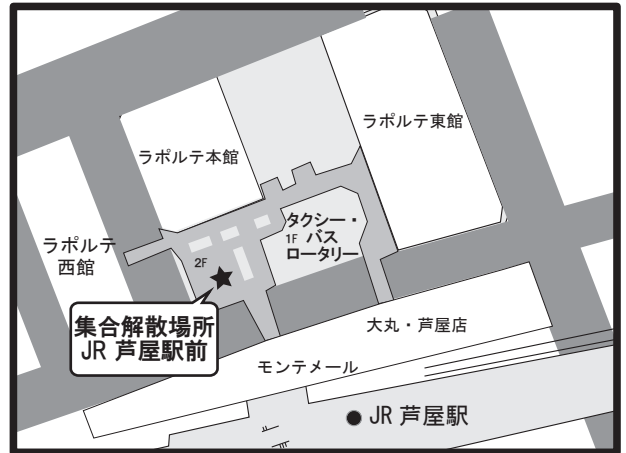 ラポルテ東館
ラポルテ本館
タクシー・
1F バス
ロータリー
ラポルテ
西館
2F
集合解散場所
JR 芦屋駅前
大丸・芦屋店
モンテメール
JR 芦屋駅